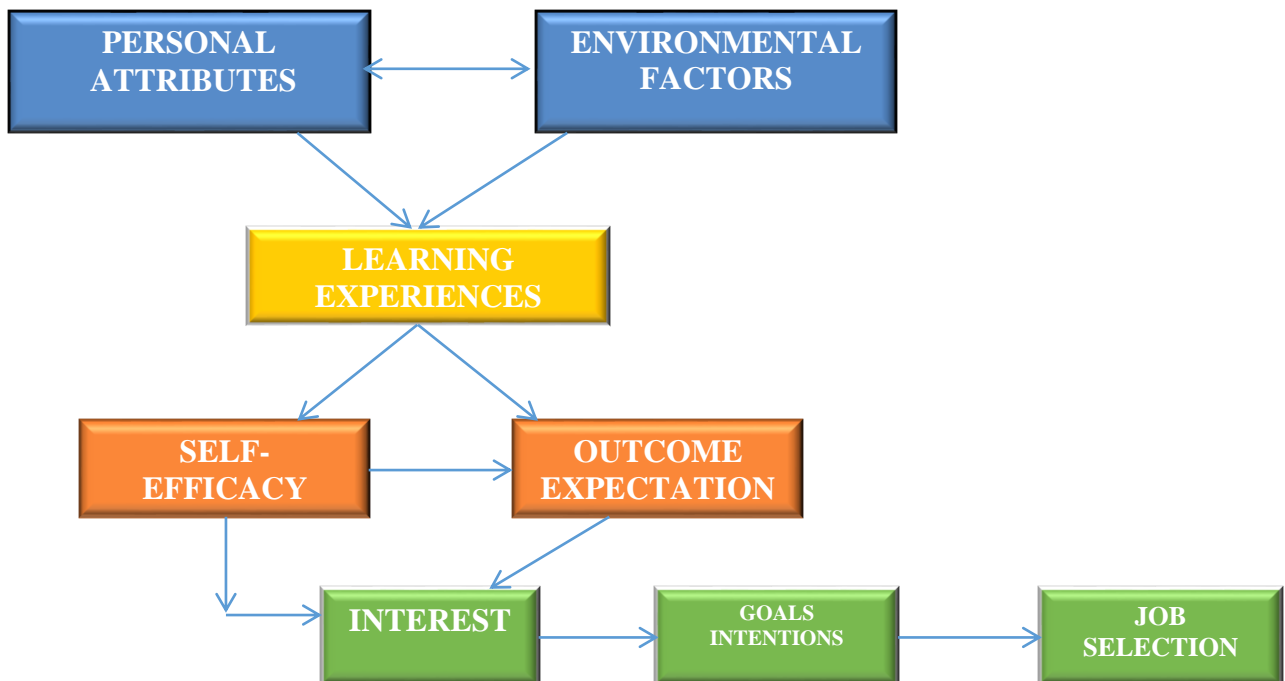 PERSONAL
ATTRIBUTES
ENVIRONMENTAL
FACTORS
LEARNING
EXPERIENCES
SELF-
EFFICACY
OUTCOME
EXPECTATION
INTEREST
GOALS
INTENTIONS
JOB
SELECTION